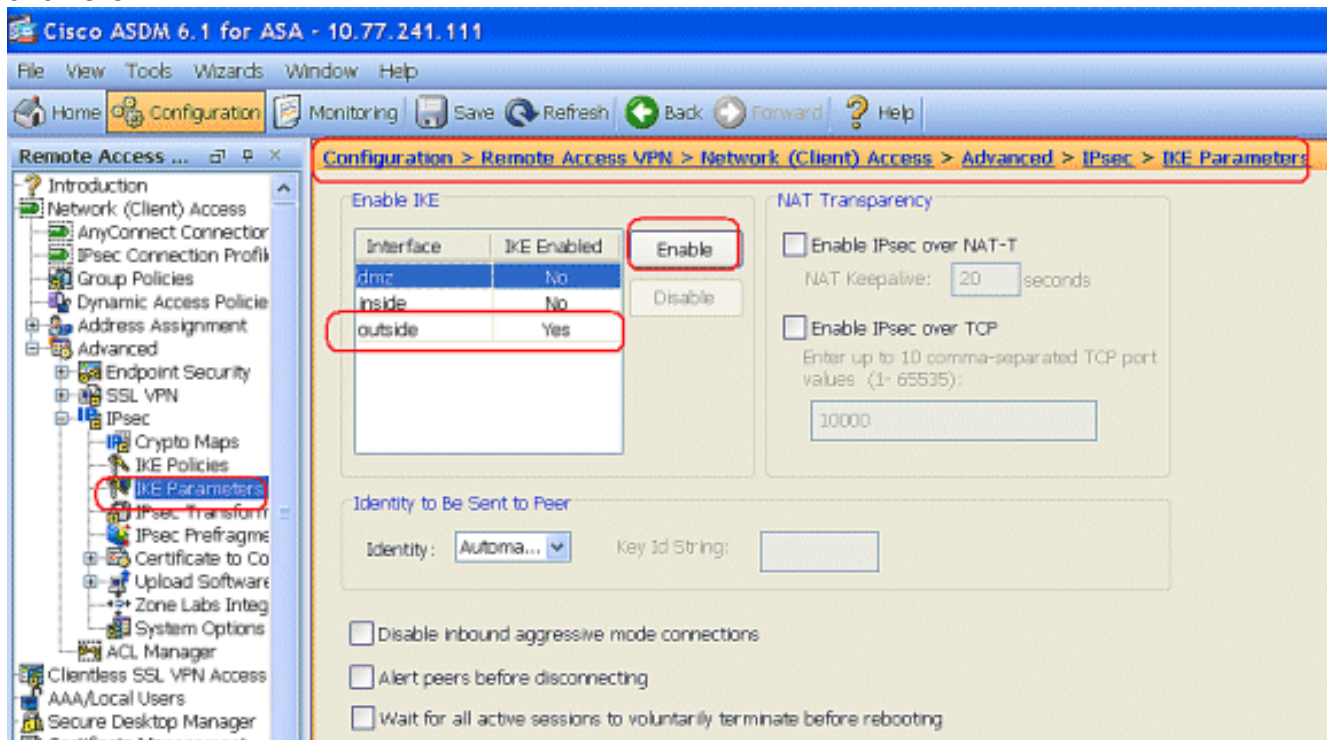 Cisco ASDM 6.1 for ASA - 10.77.241.111
File View Tools Wizards Window Help
Home Configuration Monitoring Save Refresh Back Forward Help
Remote Access ...
Introduction
Network (Client) Access
AnyConnect Connection
IPsec Connection Profil
Group Policies
Dynamic Access Policie
Address Assignment
Advanced
Endpoint Security
SSL VPN
IPsec
Crypto Maps
IKE Policies
IKE Parameters
IPsec Transform
IPsec Prefragme
Certificate to Co
Upload Software
Zone Labs Integ
System Options
ACL Manager
Clientless SSL VPN Access
AAA/Local Users
Secure Desktop Manager
Configuration > Remote Access VPN > Network (Client) Access > Advanced > IPsec > IKE Parameters
Enable IKE
Interface IKE Enabled
dmz No
inside No
outside Yes
Enable
Disable
NAT Transparency
Enable IPsec over NAT-T
NAT Keepalive: 20 seconds
Enable IPsec over TCP
Enter up to 10 comma-separated TCP port
values (1- 65535):
10000
Identity to Be Sent to Peer
Identity: Automa... Key Id String:
Disable inbound aggressive mode connections
Alert peers before disconnecting
Wait for all active sessions to voluntarily terminate before rebooting